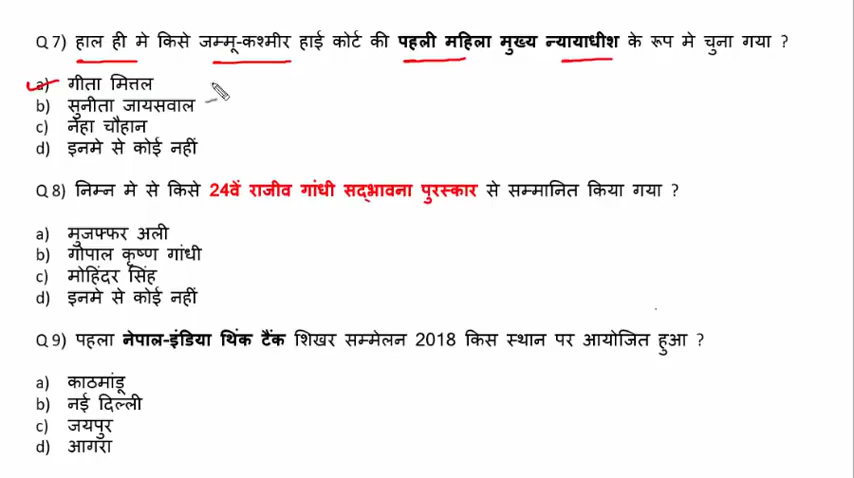 Q 7) हाल ही मे किसे जम्मू-कश्मीर हाई कोर्ट की पहली महिला मुख्य न्यायाधीश के रूप मे चुना गया ?
a) गीता मित्तल
b) सुनीता जायसवाल
c) नेहा चौहान
d) इनमे से कोई नहीं
Q 8) निम्न मे से किसे 24वें राजीव गांधी सद्भावना पुरस्कार से सम्मानित किया गया ?
a) मुजफ्फर अली
b) गोपाल कृष्ण गांधी
c) मोहिंदर सिंह
d) इनमे से कोई नहीं
Q 9) पहला नेपाल-इंडिया थिंक टैंक शिखर सम्मेलन 2018 किस स्थान पर आयोजित हुआ ?
a) काठमांडू
b) नई दिल्ली
c) जयपुर
d) आगरा